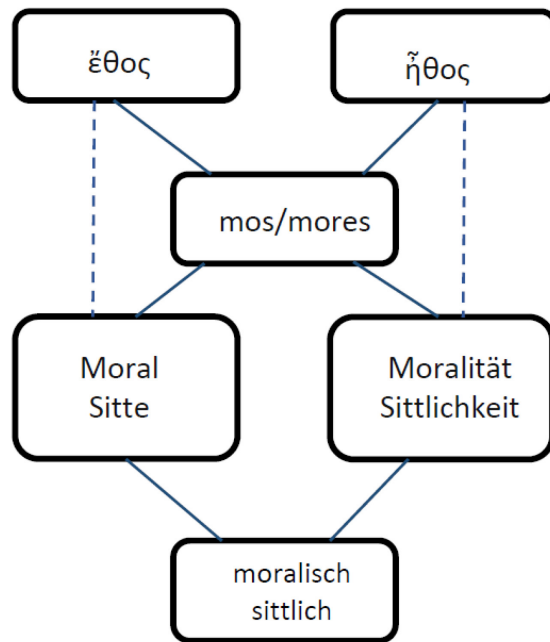 ἔθος
ἦθος
mos/mores
Moral
Sitte
Moralität
Sittlichkeit
moralisch
sittlich